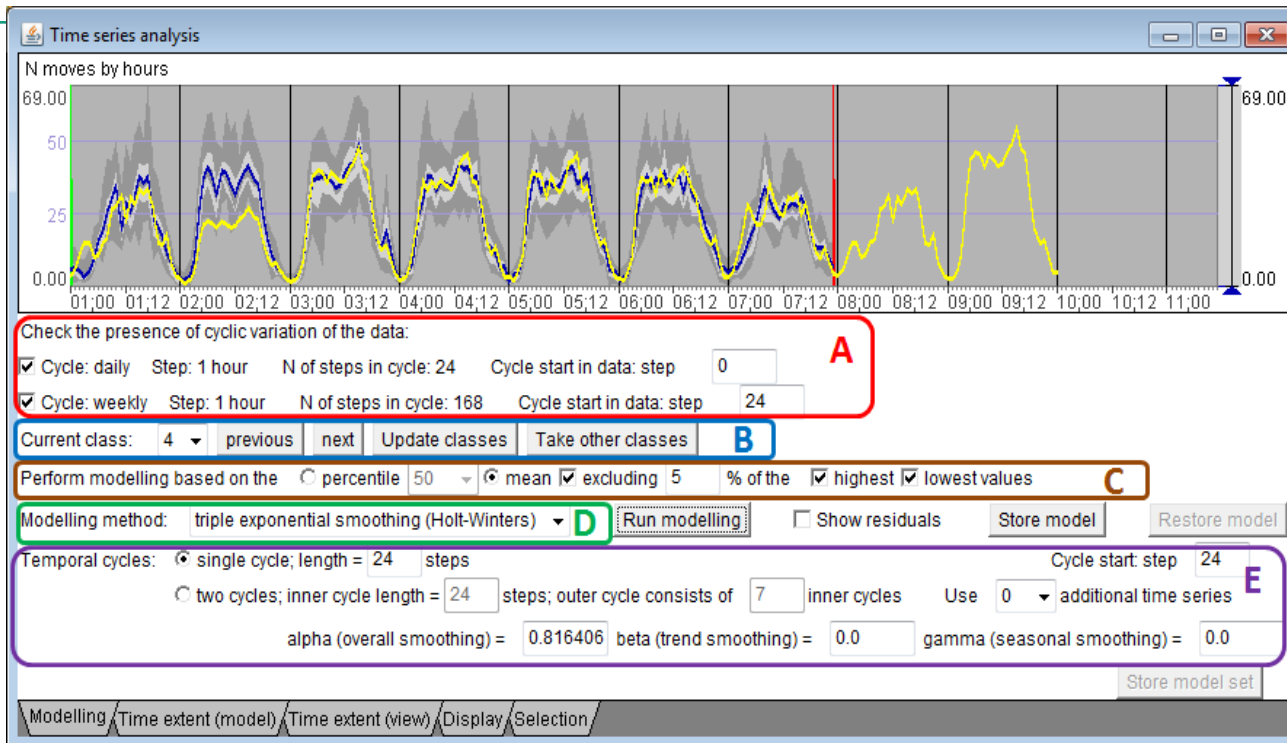 Time series analysis
N moves by hours
69.00
50
25
0.00
69.00
0.00
01:00 01:12 02:00 02:12 03:00 03:12 04:00 04:12 05:00 05:12 06:00 06:12 07:00 07:12 08:00 08:12 09:00 09:12 10:00 10:12 11:00
Check the presence of cyclic variation of the data:
A
Cycle: daily Step: 1 hour N of steps in cycle: 24 Cycle start in data: step 0
Cycle: weekly Step: 1 hour N of steps in cycle: 168 Cycle start in data: step 24
Current class: 4 previous next Update classes Take other classes B
Perform modelling based on the percentile 50 mean excluding 5 % of the highest lowest values C
Modelling method: triple exponential smoothing (Holt-Winters) D Run modelling Show residuals Store model Restore model
Temporal cycles: single cycle; length = 24 steps Cycle start: step 24 E
two cycles; inner cycle length = 24 steps; outer cycle consists of 7 inner cycles Use 0 additional time series
alpha (overall smoothing) = 0.816406 beta (trend smoothing) = 0.0 gamma (seasonal smoothing) = 0.0
Store model set
Modelling Time extent (model) Time extent (view) Display Selection